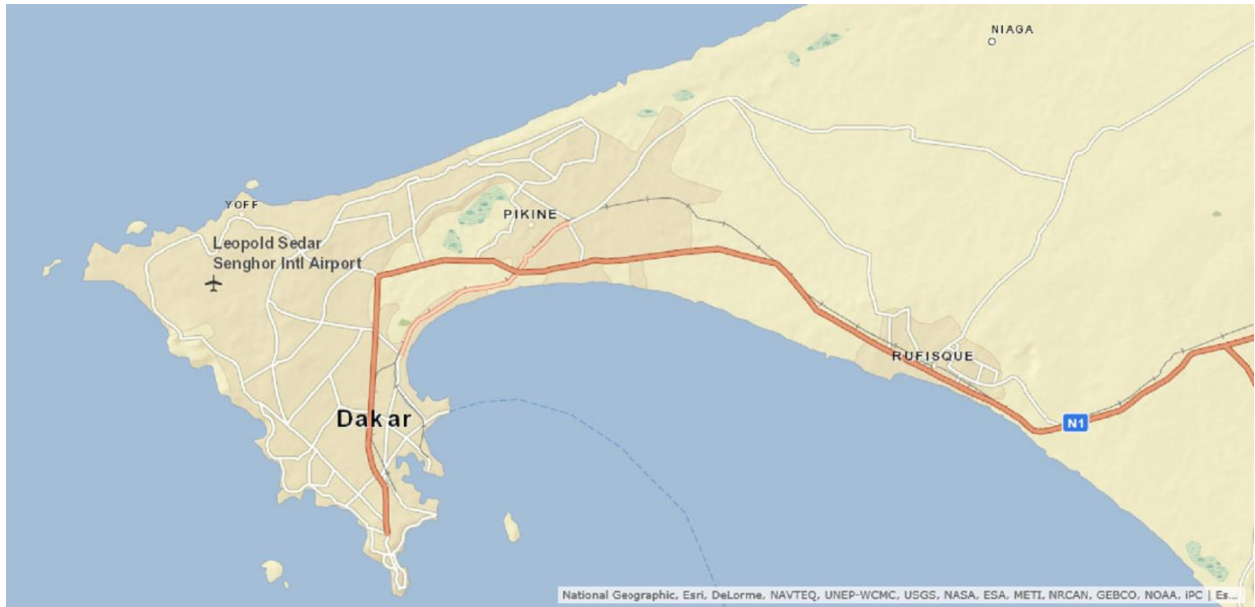 NIAGA
YOFF
PIKINE
Leopold Sedar
Senghor Intl Airport
RUFISQUE
Dakar
N1
National Geographic, Esri, DeLorme, NAVTEQ, UNEP-WCMC, USGS, NASA, ESA, METI, NRCAN, GEBCO, NOAA, iPC | Es...